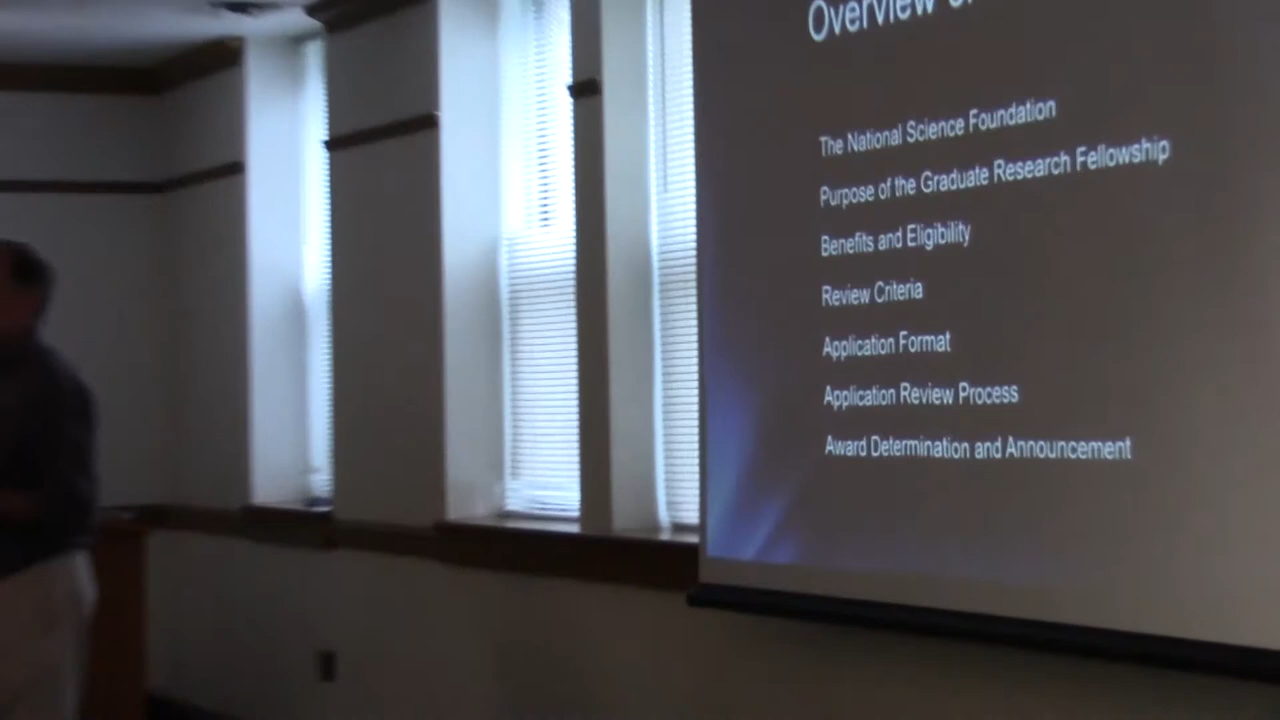 Overview
The National Science Foundation
Purpose of the Graduate Research Fellowship
Benefits and Eligibility
Review Criteria
Application Format
Application Review Process
Award Determination and Announcement